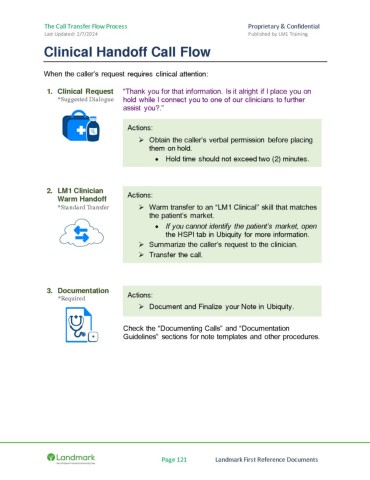 The Call Transfer Flow Process Proprietary & Confidential
Last Updated: 2/7/2024 Published by LM1 Training
Clinical Handoff Call Flow
When the caller's request requires clinical attention:
1. Clinical Request
*Suggested Dialogue
"Thank you for that information. Is it alright if I place you on
hold while I connect you to one of our clinicians to further
assist you?."
Actions:
➢ Obtain the caller's verbal permission before placing
them on hold.
• Hold time should not exceed two (2) minutes.
2. LM1 Clinician
Warm Handoff
*Standard Transfer
Actions:
➢ Warm transfer to an "LM1 Clinical" skill that matches
the patient's market.
• If you cannot identify the patient's market, open
the HSPI tab in Ubiquity for more information.
➢ Summarize the caller's request to the clinician.
➢ Transfer the call.
3. Documentation
*Required
Actions:
➢ Document and Finalize your Note in Ubiquity.
Check the "Documenting Calls" and "Documentation
Guidelines" sections for note templates and other procedures.
Landmark
Page 121 Landmark First Reference Documents